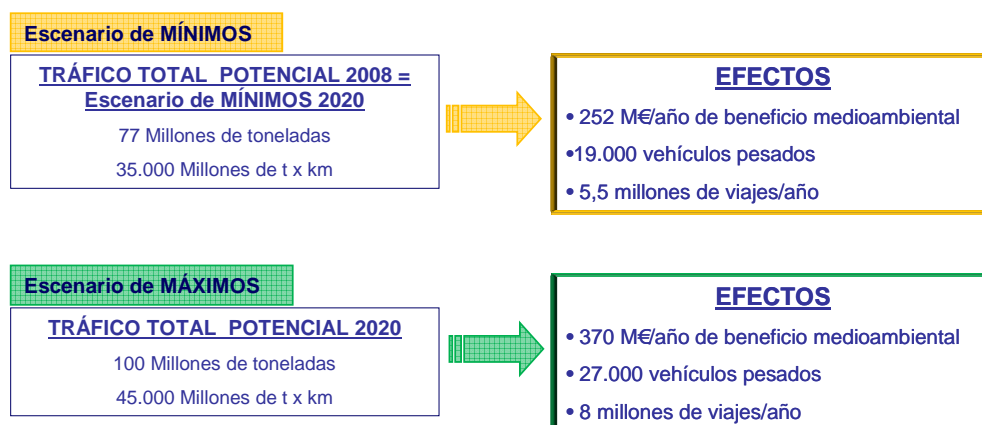 Escenario de MÍNIMOS
TRÁFICO TOTAL POTENCIAL 2008 =
Escenario de MÍNIMOS 2020
77 Millones de toneladas
35.000 Millones de t x km
EFECTOS
• 252 M€/año de beneficio medioambiental
•19.000 vehículos pesados
• 5,5 millones de viajes/año
Escenario de MÁXIMOS
TRÁFICO TOTAL POTENCIAL 2020
100 Millones de toneladas
45.000 Millones de t x km
EFECTOS
• 370 M€/año de beneficio medioambiental
• 27.000 vehículos pesados
• 8 millones de viajes/año